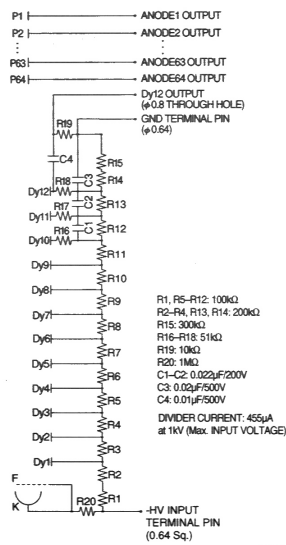 P1 ANODE1 OUTPUT
P2 ANODE2 OUTPUT
P63 ANODE63 OUTPUT
P64 ANODE64 OUTPUT
Dy12 OUTPUT
(φ0.8 THROUGH HOLE)
GND TERMINAL PIN
(φ0.64)
R19
C4
R15
C3
R14
R18
Dy12
C2
R13
R17
Dy11
R12
R16
C1
Dy10
R11
Dy9
R10
Dy8
R9
Dy7
R8
Dy6
R7
Dy5
R6
Dy4
R5
Dy3
R4
Dy2
R3
Dy1
R2
F
K
R20
R1
-HV INPUT
TERMINAL PIN
(0.64 Sq.)
R1, R5–R12: 100kΩ
R2–R4, R13, R14: 200kΩ
R15: 300kΩ
R16–R18: 51kΩ
R19: 10kΩ
R20: 1MΩ
C1–C2: 0.022µF/200V
C3: 0.02µF/500V
C4: 0.01µF/500V
DIVIDER CURRENT: 455µA
at 1kV (Max. INPUT VOLTAGE)